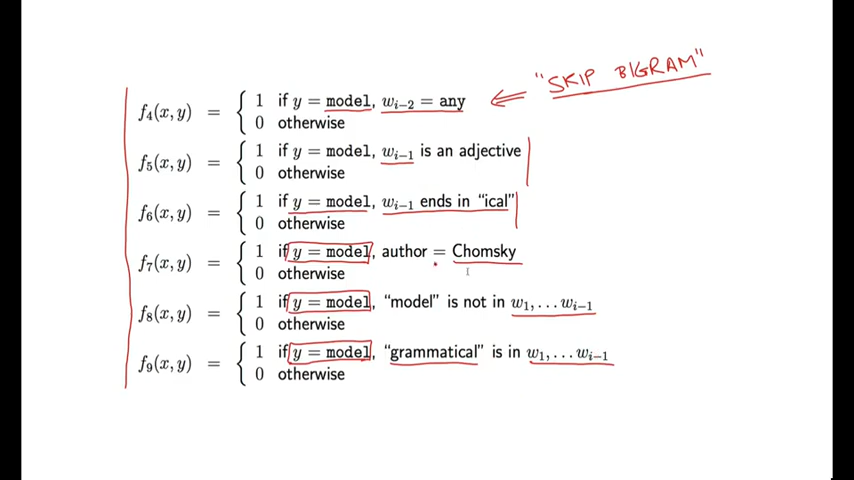 "SKIP BIGRAM"
f₄(x, y) = { 1 if y = model, wᵢ₋₂ = any
0 otherwise
f₅(x, y) = { 1 if y = model, wᵢ₋₁ is an adjective
0 otherwise
f₆(x, y) = { 1 if y = model, wᵢ₋₁ ends in “ical”
0 otherwise
f₇(x, y) = { 1 if y = model, author = Chomsky
0 otherwise
f₈(x, y) = { 1 if y = model, “model” is not in w₁, . . . wᵢ₋₁
0 otherwise
f₉(x, y) = { 1 if y = model, “grammatical” is in w₁, . . . wᵢ₋₁
0 otherwise